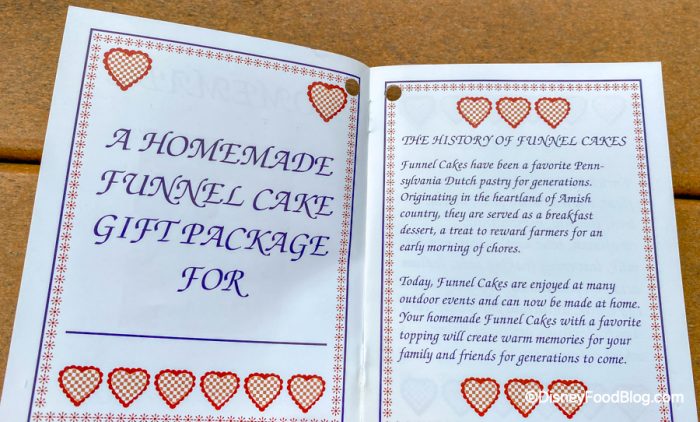 A HOMEMADE
FUNNEL CAKE
GIFT PACKAGE
FOR
THE HISTORY OF FUNNEL CAKES
Funnel Cakes have been a favorite Penn-
sylvania Dutch pastry for generations.
Originating in the heartland of Amish
country, they are served as a breakfast
dessert, a treat to reward farmers for an
early morning of chores.
Today, Funnel Cakes are enjoyed at many
outdoor events and can now be made at home.
Your homemade Funnel Cakes with a favorite
topping will create warm memories for your
family and friends for generations to come.
©DisneyFoodBlog.com